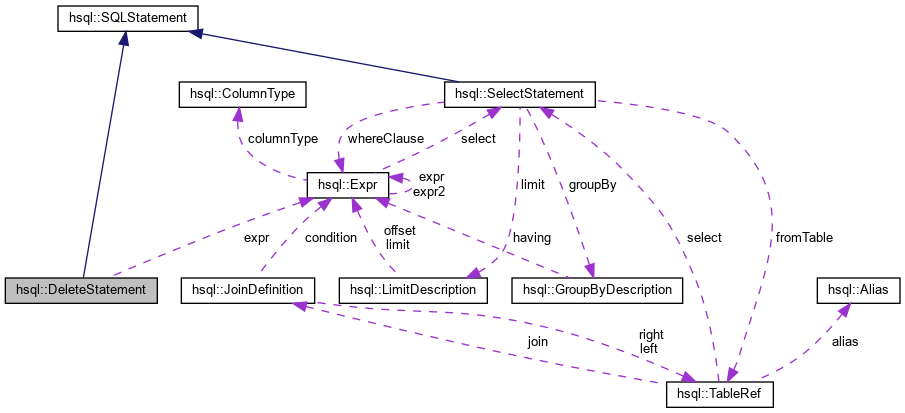 hsql::SQLStatement
hsql::ColumnType
hsql::SelectStatement
columnType
whereClause
select
hsql::Expr
expr
expr2
limit
groupBy
expr
condition
offset
limit
having
select
fromTable
hsql::DeleteStatement
hsql::JoinDefinition
hsql::LimitDescription
hsql::GroupByDescription
hsql::Alias
join
right
left
alias
hsql::TableRef